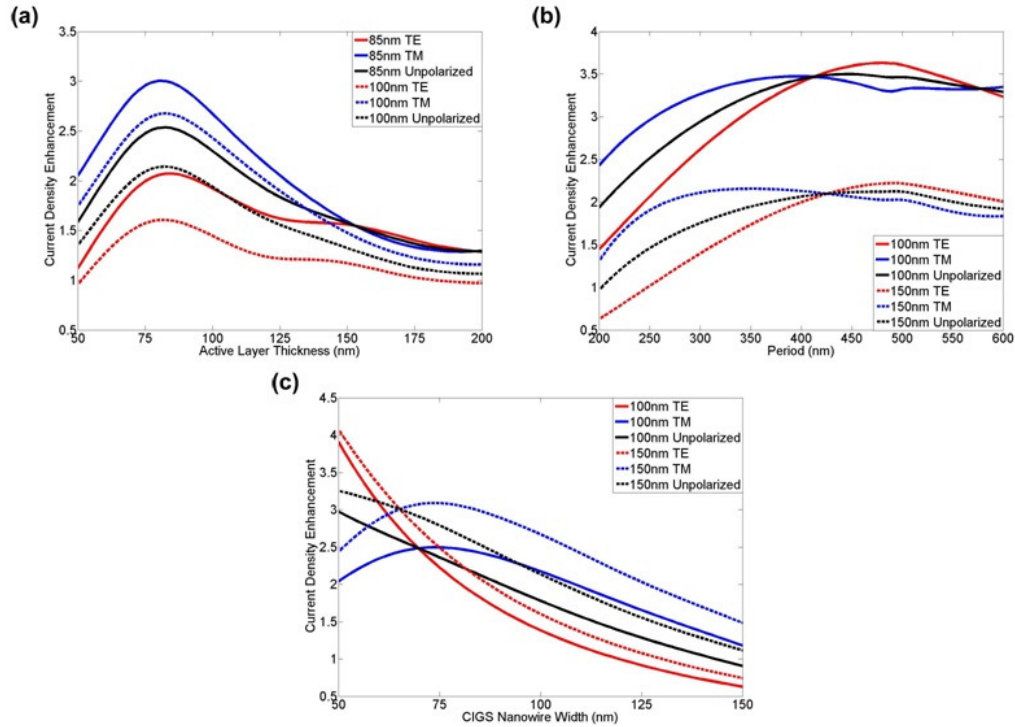 (a)
3.5
3
2.5
2
1.5
1
0.5
Current Density Enhancement
85nm TE
85nm TM
85nm Unpolarized
100nm TE
100nm TM
100nm Unpolarized
50 75 100 125 150 175 200
Active Layer Thickness (nm)
(b)
4
3.5
3
2.5
2
1.5
1
0.5
Current Density Enhancement
100nm TE
100nm TM
100nm Unpolarized
150nm TE
150nm TM
150nm Unpolarized
200 250 300 350 400 450 500 550 600
Period (nm)
(c)
4.5
4
3.5
3
2.5
2
1.5
1
0.5
Current Density Enhancement
100nm TE
100nm TM
100nm Unpolarized
150nm TE
150nm TM
150nm Unpolarized
50 75 100 125 150
CIGS Nanowire Width (nm)